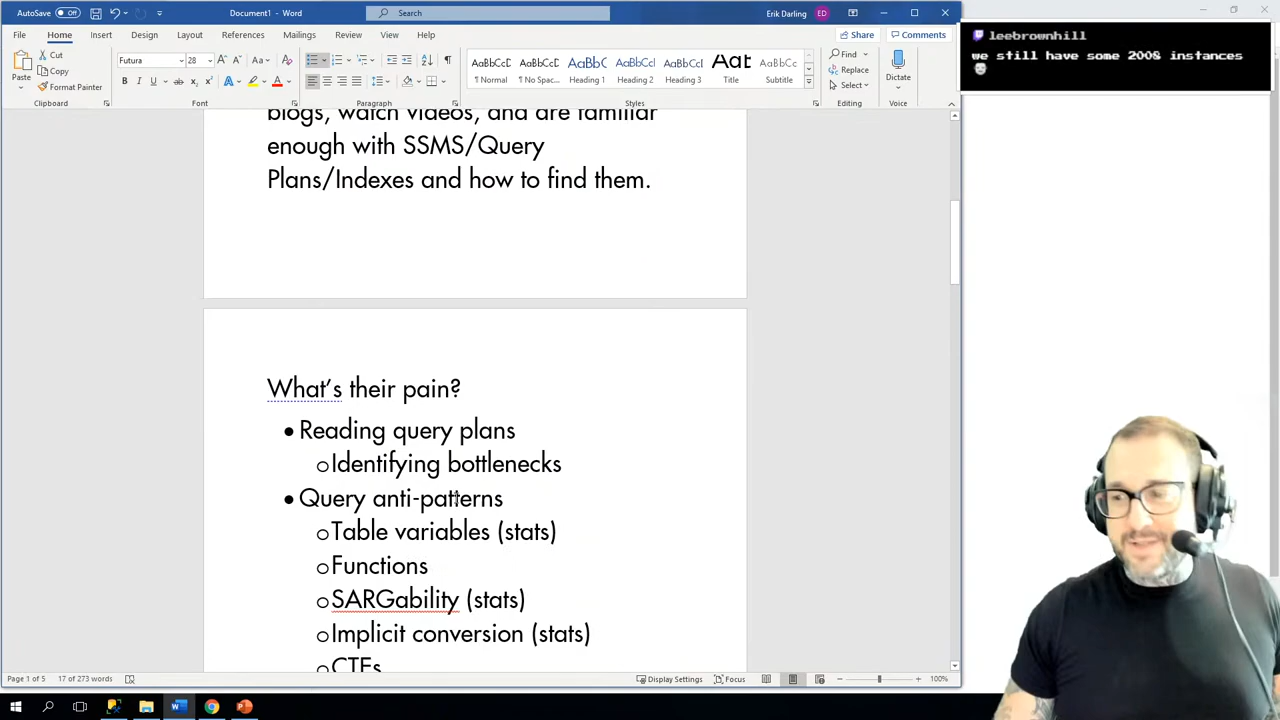 AutoSave Off Document1 - Word Search Erik Darling ED
File Home Insert Draw Design Layout References Mailings Review View Help Share Comments
Paste Cut Copy Format Painter
Futura 28
AaBbCcD AaBbCcD AaBbC AaBbCcL AaBbCcI AaBt AaBbCcD
¶ Normal ¶ No Spac... Heading 1 Heading 2 Heading 3 Title Subtitle
Find Replace Select Dictate
Clipboard Font Paragraph Styles Editing Voice
leebrownhill
we still have some 2008 instances
blogs, watch videos, and are familiar
enough with SSMS/Query
Plans/Indexes and how to find them.
What's their pain?
• Reading query plans
o Identifying bottlenecks
• Query anti-patterns
o Table variables (stats)
o Functions
o SARGability (stats)
o Implicit conversion (stats)
o CTEs
Page 1 of 5 17 of 273 words Display Settings Focus 100%